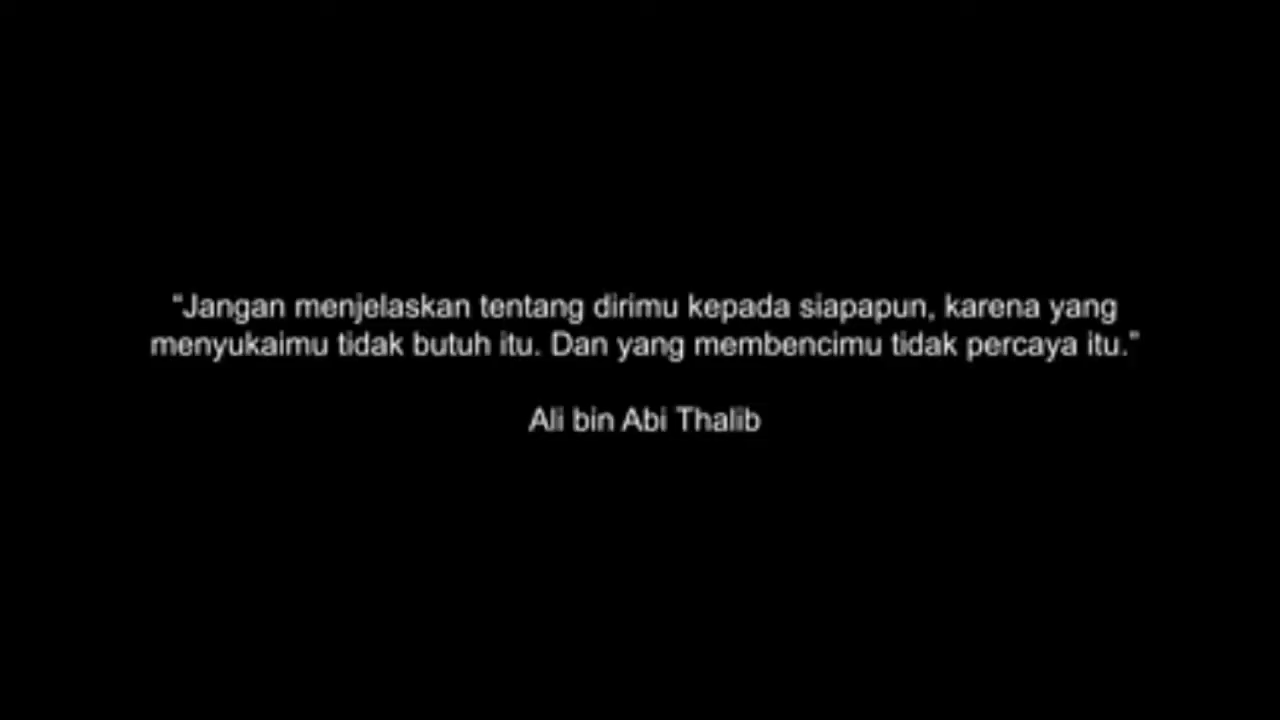 “Jangan menjelaskan tentang dirimu kepada siapapun, karena yang
menyukaimu tidak butuh itu. Dan yang membencimu tidak percaya itu.”
Ali bin Abi Thalib